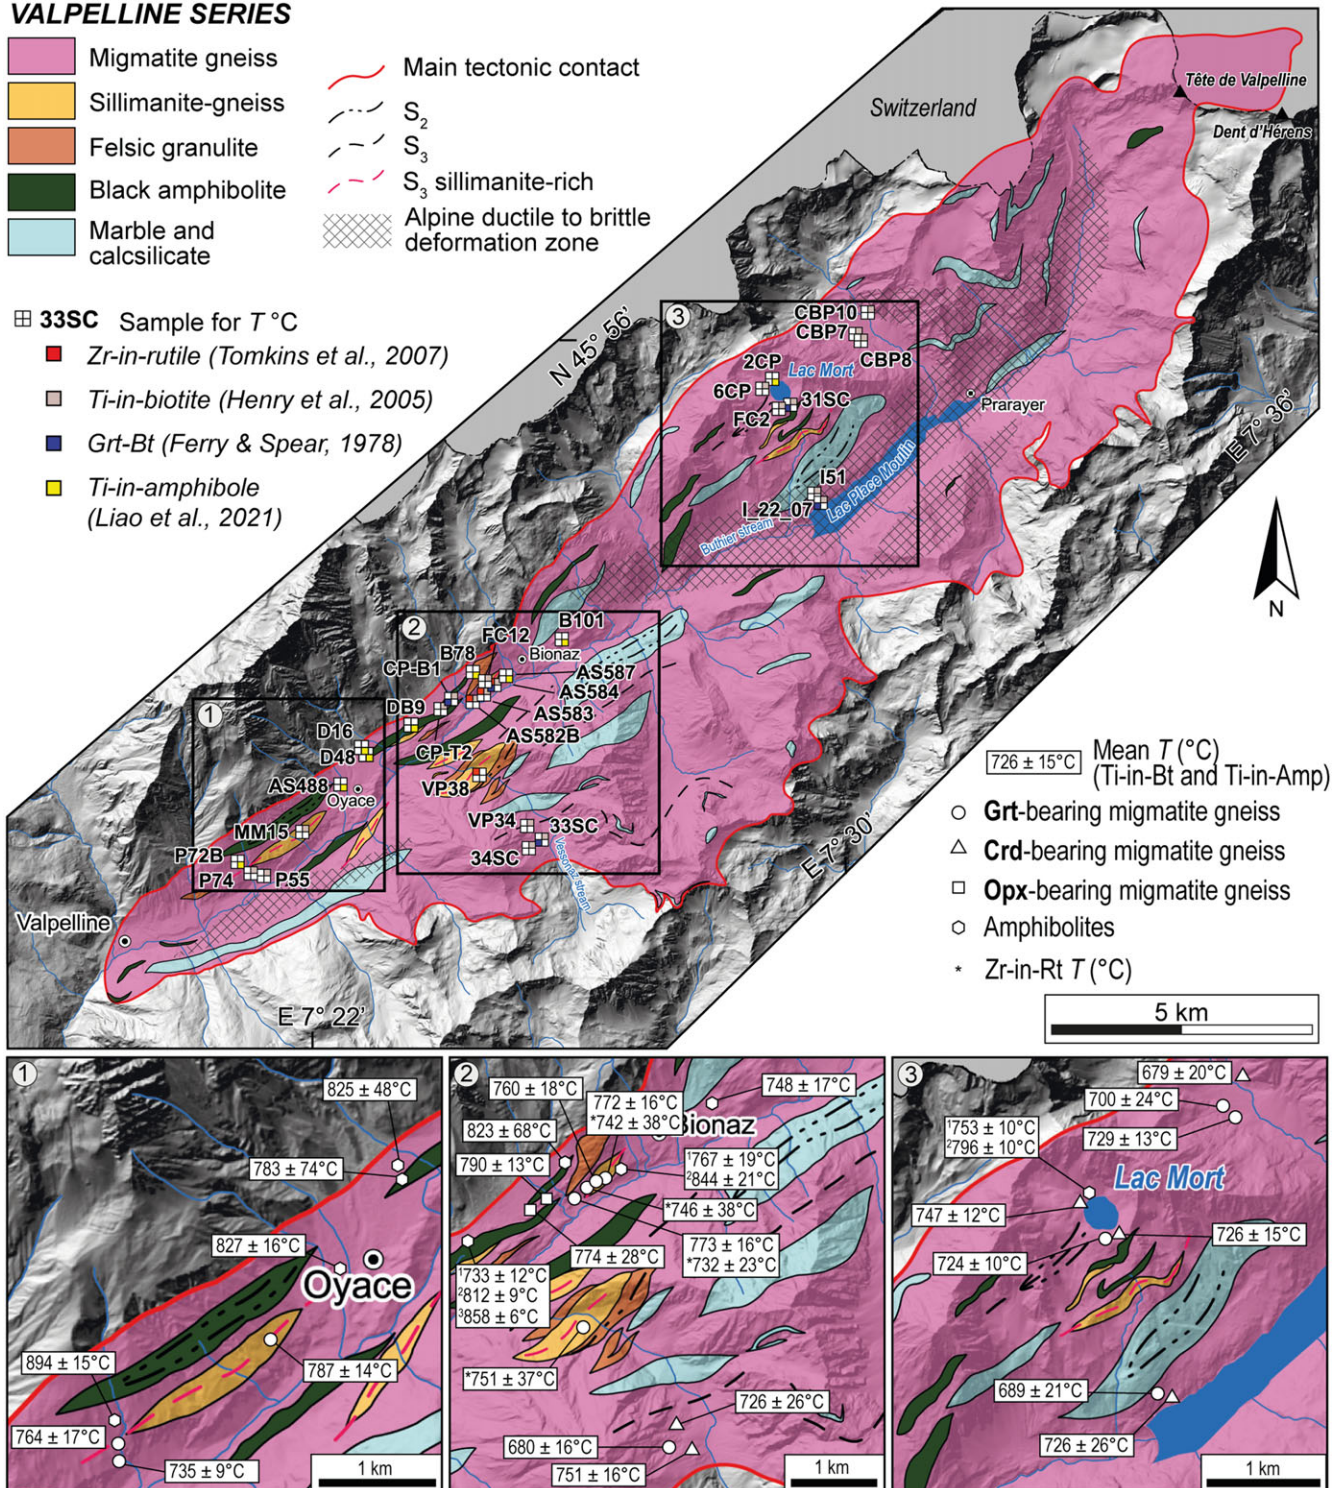 VALPELLINE SERIES
Migmatite gneiss
Sillimanite-gneiss
Felsic granulite
Black amphibolite
Marble and
calcsilicate
Main tectonic contact
S2
S3
S3 sillimanite-rich
Alpine ductile to brittle
deformation zone
33SC Sample for T °C
Zr-in-rutile (Tomkins et al., 2007)
Ti-in-biotite (Henry et al., 2005)
Grt-Bt (Ferry & Spear, 1978)
Ti-in-amphibole
(Liao et al., 2021)
Switzerland
Tête de Valpelline
Dent d'Hérens
N 45° 56'
E 7° 36'
3
CBP10
CBP7
CBP8
2CP
Lac Mort
6CP
31SC
FC2
Prarayer
I51
I_22_07
Lac Place Moulin
Buthier stream
N
2
B101
FC12
Bionaz
B78
CP-B1
AS587
AS584
DB9
AS583
AS582B
CP-T2
VP38
VP34
33SC
34SC
Vessonaz stream
E 7° 30'
1
D16
D48
AS488
Oyace
MM15
P72B
P74
P55
Valpelline
E 7° 22'
726 ± 15°C
Mean T (°C)
(Ti-in-Bt and Ti-in-Amp)
Grt-bearing migmatite gneiss
Crd-bearing migmatite gneiss
Opx-bearing migmatite gneiss
Amphibolites
* Zr-in-Rt T (°C)
5 km
1
825 ± 48°C
783 ± 74°C
827 ± 16°C
Oyace
894 ± 15°C
787 ± 14°C
764 ± 17°C
735 ± 9°C
1 km
2
760 ± 18°C
772 ± 16°C
*742 ± 38°C
748 ± 17°C
Bionaz
823 ± 68°C
790 ± 13°C
¹767 ± 19°C
²844 ± 21°C
*746 ± 38°C
774 ± 28°C
773 ± 16°C
*732 ± 23°C
¹733 ± 12°C
²812 ± 9°C
³858 ± 6°C
*751 ± 37°C
726 ± 26°C
680 ± 16°C
751 ± 16°C
1 km
3
679 ± 20°C
700 ± 24°C
729 ± 13°C
¹753 ± 10°C
²796 ± 10°C
Lac Mort
747 ± 12°C
726 ± 15°C
724 ± 10°C
689 ± 21°C
726 ± 26°C
1 km